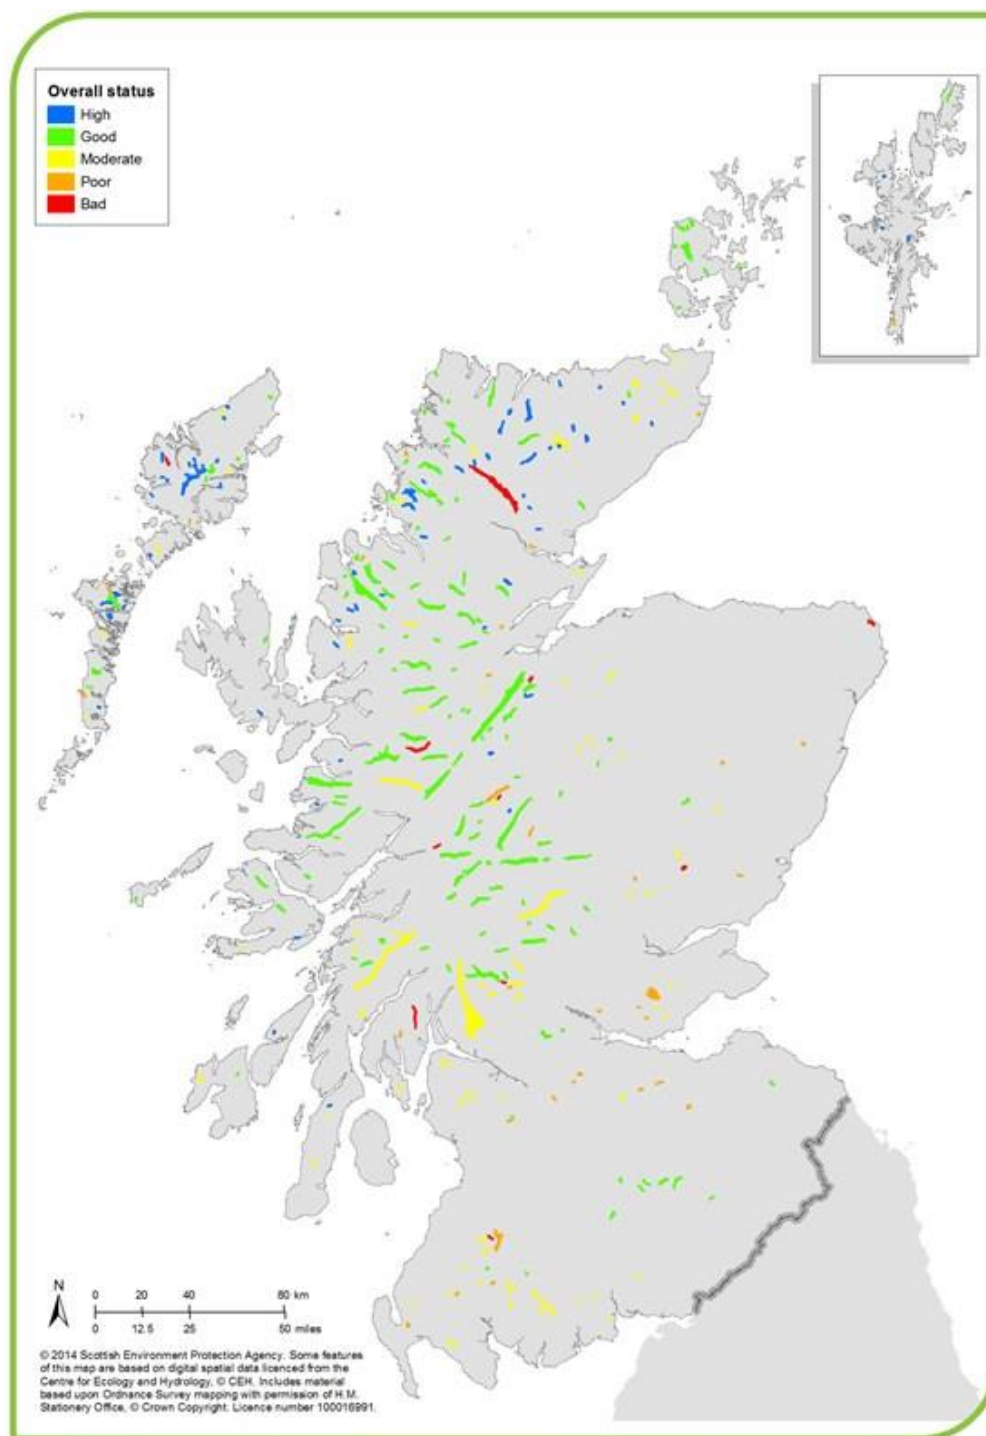 Overall status
High
Good
Moderate
Poor
Bad
N
0 20 40 80 km
0 12.5 25 50 miles
© 2014 Scottish Environment Protection Agency. Some features
of this map are based on digital spatial data licenced from the
Centre for Ecology and Hydrology, © CEH. Includes material
based upon Ordnance Survey mapping with permission of H.M.
Stationery Office, © Crown Copyright. Licence number 100016991.